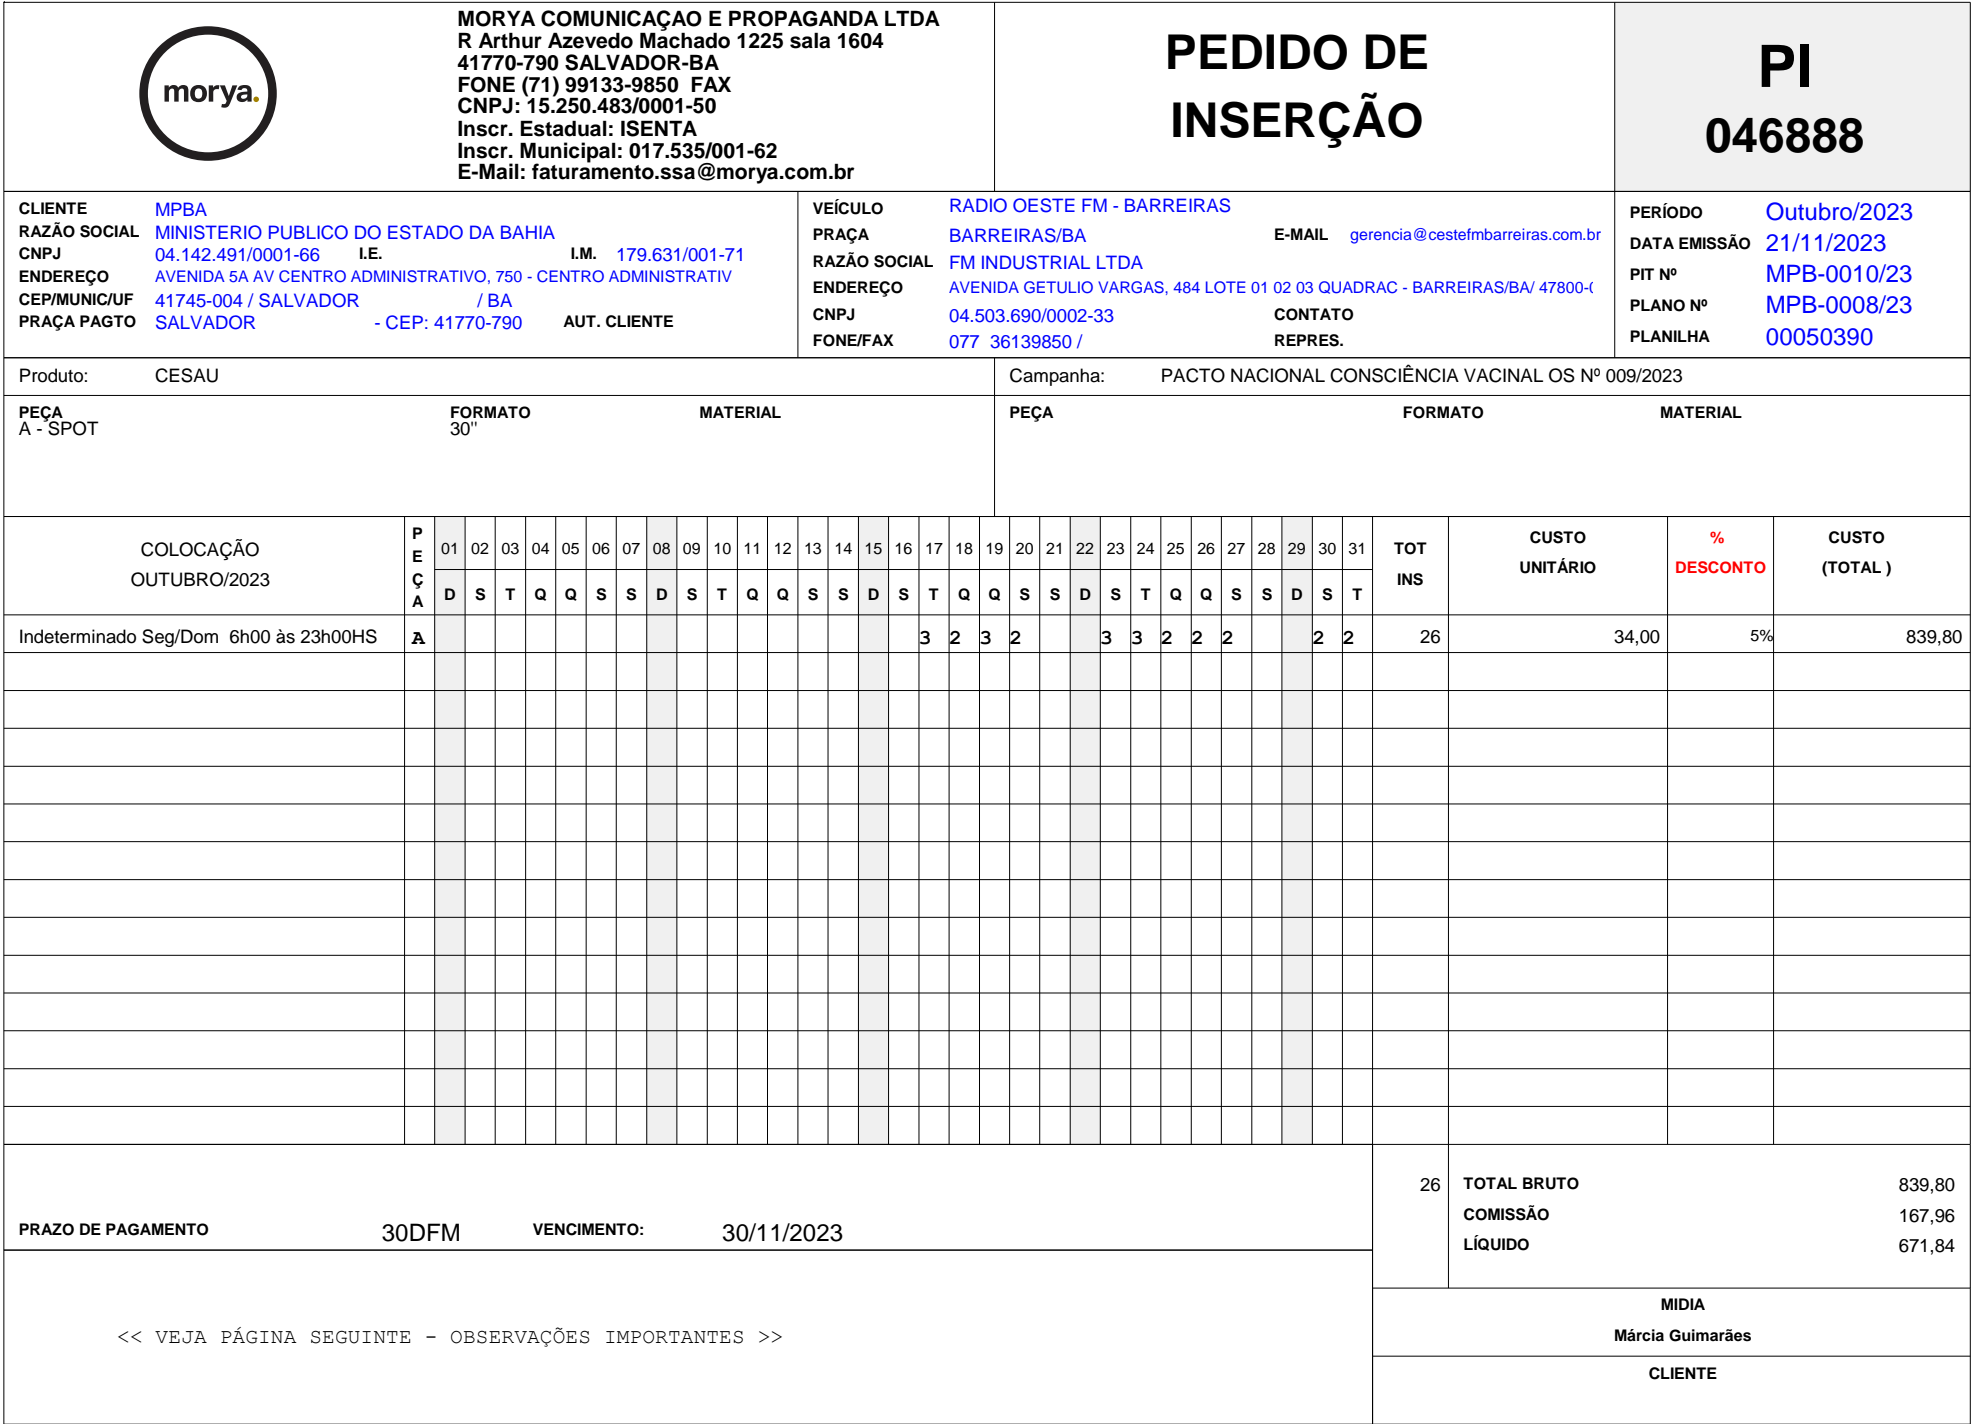 morya.
MORYA COMUNICAÇAO E PROPAGANDA LTDA
R Arthur Azevedo Machado 1225 sala 1604
41770-790 SALVADOR-BA
FONE (71) 99133-9850 FAX
CNPJ: 15.250.483/0001-50
Inscr. Estadual: ISENTA
Inscr. Municipal: 017.535/001-62
E-Mail: faturamento.ssa@morya.com.br
PEDIDO DE
INSERÇÃO
PI
046888
CLIENTE MPBA
RAZÃO SOCIAL MINISTERIO PUBLICO DO ESTADO DA BAHIA
CNPJ 04.142.491/0001-66 I.E. I.M. 179.631/001-71
ENDEREÇO AVENIDA 5A AV CENTRO ADMINISTRATIVO, 750 - CENTRO ADMINISTRATIV
CEP/MUNIC/UF 41745-004 / SALVADOR / BA
PRAÇA PAGTO SALVADOR - CEP: 41770-790 AUT. CLIENTE
VEÍCULO RADIO OESTE FM - BARREIRAS
PRAÇA BARREIRAS/BA E-MAIL gerencia@cestefmbarreiras.com.br
RAZÃO SOCIAL FM INDUSTRIAL LTDA
ENDEREÇO AVENIDA GETULIO VARGAS, 484 LOTE 01 02 03 QUADRAC - BARREIRAS/BA/ 47800-
CNPJ 04.503.690/0002-33 CONTATO
FONE/FAX 077 36139850 / REPRES.
PERÍODO Outubro/2023
DATA EMISSÃO 21/11/2023
PIT Nº MPB-0010/23
PLANO Nº MPB-0008/23
PLANILHA 00050390
Produto: CESAU
Campanha: PACTO NACIONAL CONSCIÊNCIA VACINAL OS Nº 009/2023
PEÇA FORMATO MATERIAL PEÇA FORMATO MATERIAL
A - SPOT 30"
COLOCAÇÃO
OUTUBRO/2023
PEÇA
01 02 03 04 05 06 07 08 09 10 11 12 13 14 15 16 17 18 19 20 21 22 23 24 25 26 27 28 29 30 31
D S T Q Q S S D S T Q Q S S D S T Q Q S S D S T Q Q S S D S T
TOT
INS
CUSTO
UNITÁRIO
%
DESCONTO
CUSTO
(TOTAL )
Indeterminado Seg/Dom 6h00 às 23h00HS A 3 2 3 2 3 3 2 2 2 2 2 26 34,00 5% 839,80
26 TOTAL BRUTO 839,80
COMISSÃO 167,96
LÍQUIDO 671,84
PRAZO DE PAGAMENTO 30DFM VENCIMENTO: 30/11/2023
<< VEJA PÁGINA SEGUINTE - OBSERVAÇÕES IMPORTANTES >>
MIDIA
Márcia Guimarães
CLIENTE